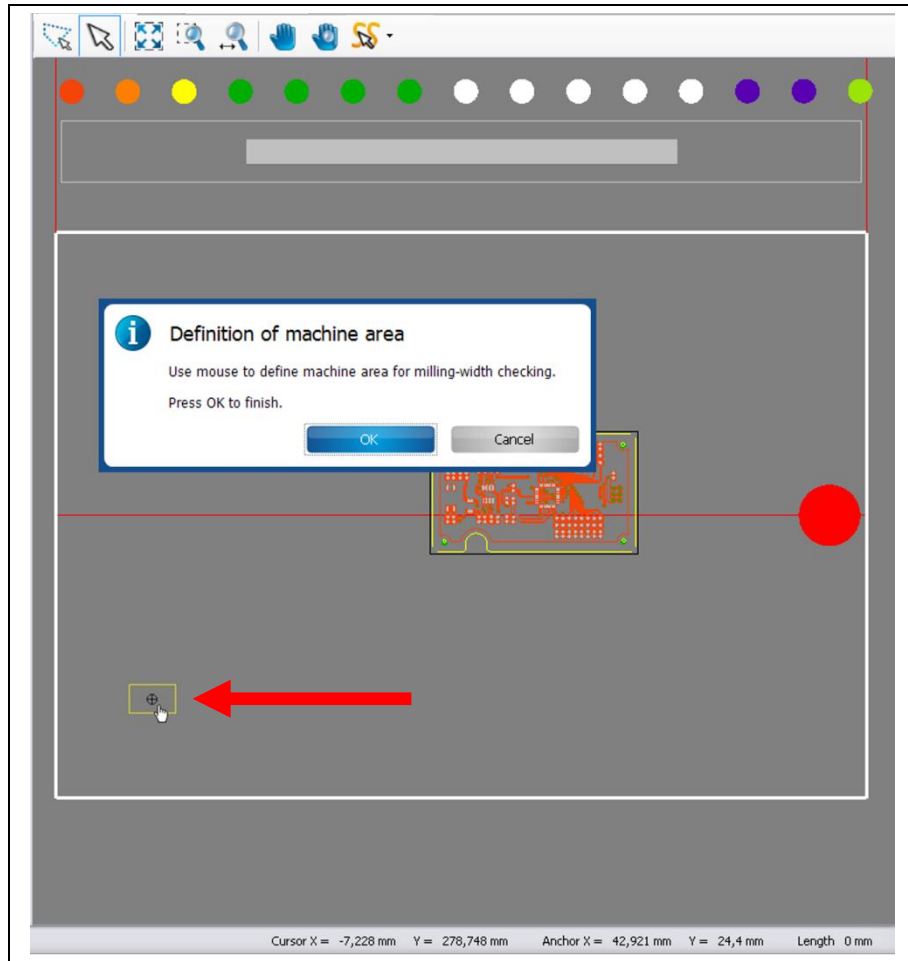 Definition of machine area
Use mouse to define machine area for milling-width checking.
Press OK to finish.
OK Cancel
Cursor X = -7,228 mm Y = 278,748 mm Anchor X = 42,921 mm Y = 24,4 mm Length 0 mm